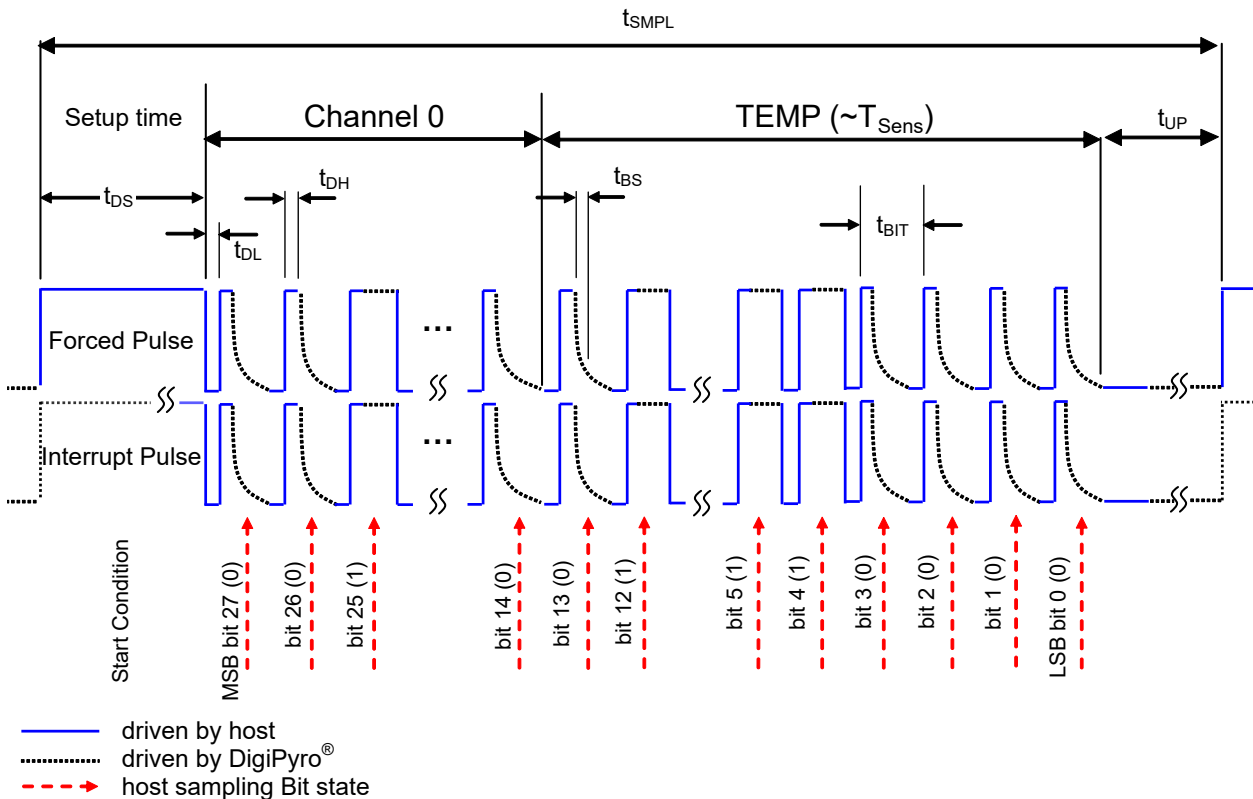 tSMPL
Setup time
Channel 0
TEMP (~TSens)
tUP
tDS
tDH
tBS
tDL
tBIT
Forced Pulse
...
Interrupt Pulse
...
Start Condition
MSB bit 27 (0)
bit 26 (0)
bit 25 (1)
bit 14 (0)
bit 13 (0)
bit 12 (1)
bit 5 (1)
bit 4 (1)
bit 3 (0)
bit 2 (0)
bit 1 (0)
LSB bit 0 (0)
driven by host
driven by DigiPyro®
host sampling Bit state